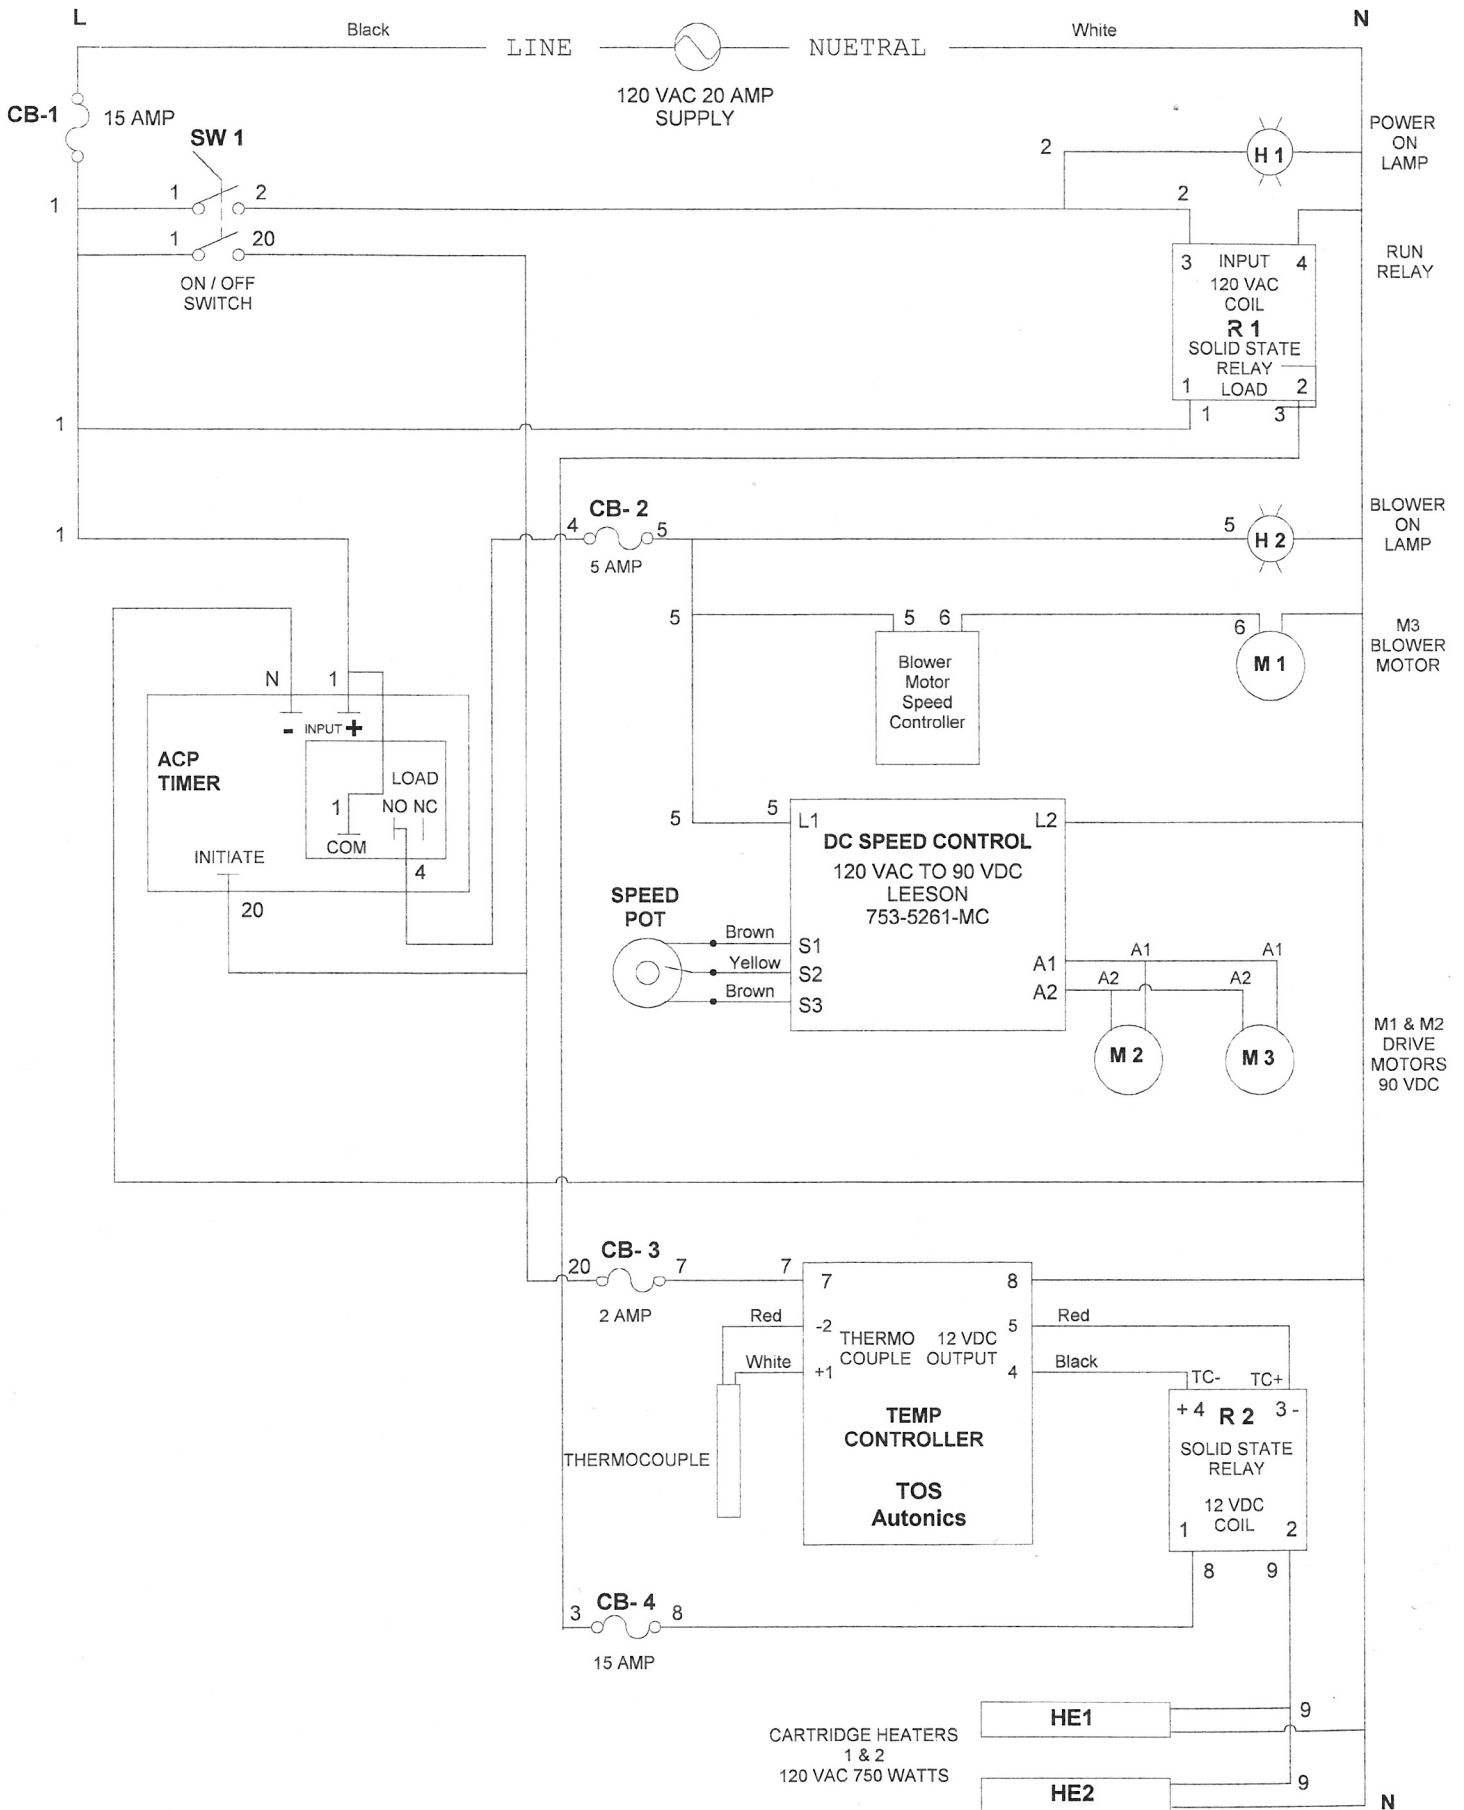 L
N
Black
LINE
NUETRAL
White
120 VAC 20 AMP
SUPPLY
CB-1
15 AMP
SW 1
POWER
ON
LAMP
2
H 1
1
1
2
2
1
20
ON / OFF
SWITCH
RUN
RELAY
3
INPUT
4
120 VAC
COIL
R 1
SOLID STATE
RELAY
1
LOAD
2
1
1
3
CB- 2
1
4
5
5 AMP
5
H 2
BLOWER
ON
LAMP
5
5
6
6
M 1
M3
BLOWER
MOTOR
Blower
Motor
Speed
Controller
N
1
-
INPUT
+
ACP
TIMER
LOAD
1
NO NC
COM
INITIATE
4
20
5
5
L1
L2
DC SPEED CONTROL
120 VAC TO 90 VDC
LEESON
753-5261-MC
SPEED
POT
Brown
S1
Yellow
S2
Brown
S3
A1
A2
A1
A1
A2
A2
M 2
M 3
M1 & M2
DRIVE
MOTORS
90 VDC
CB- 3
20
7
7
7
8
2 AMP
Red
-2
THERMO
COUPLE
12 VDC
OUTPUT
5
Red
White
+1
4
Black
TC-
TC+
TEMP
CONTROLLER
TOS
Autonics
THERMOCOUPLE
+ 4
R 2
3 -
SOLID STATE
RELAY
12 VDC
COIL
1
2
8
9
CB- 4
3
8
15 AMP
HE1
9
CARTRIDGE HEATERS
1 & 2
120 VAC 750 WATTS
HE2
9
N